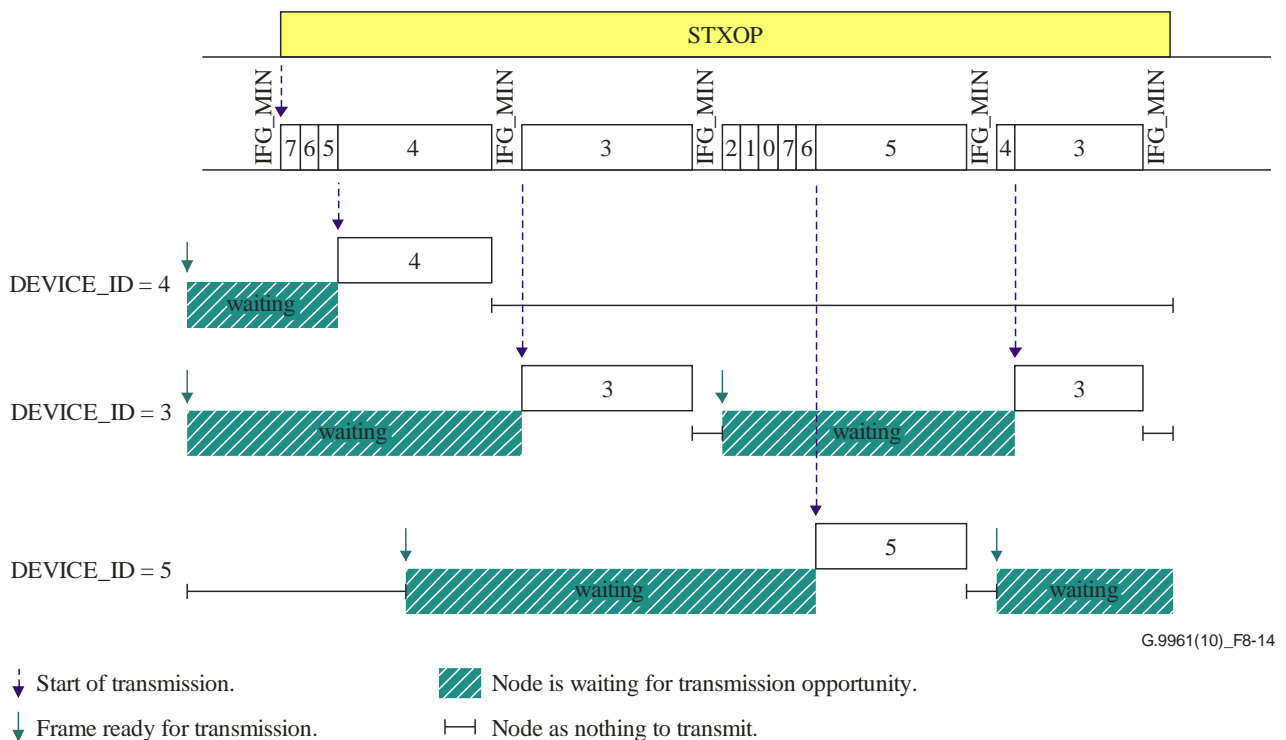 STXOP
IFG_MIN IFG_MIN IFG_MIN IFG_MIN IFG_MIN
7 6 5 4 3 2 1 0 7 6 5 4 3
4
DEVICE_ID = 4
waiting
3 3
DEVICE_ID = 3
waiting waiting
5
DEVICE_ID = 5
waiting waiting
G.9961(10)_F8-14
Start of transmission. Node is waiting for transmission opportunity.
Frame ready for transmission. Node as nothing to transmit.